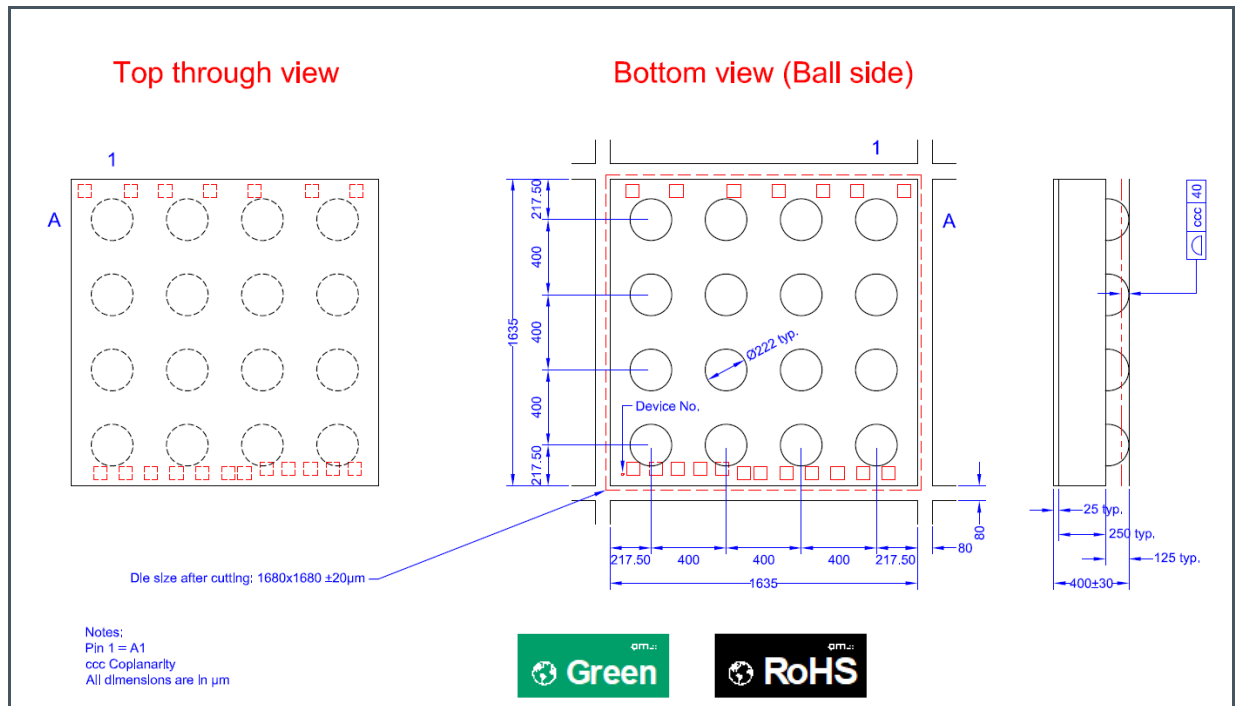 Top through view
Bottom view (Ball side)
1
A
1
A
217.50
400
400
400
217.50
1635
Ø222 typ.
Device No.
217.50
400
400
400
217.50
1635
80
80
ccc
40
25 typ.
250 typ.
125 typ.
400±30
Die size after cutting: 1680x1680 ±20µm
Notes:
Pin 1 = A1
ccc Coplanarity
All dimensions are in µm
am
Green
am
RoHS